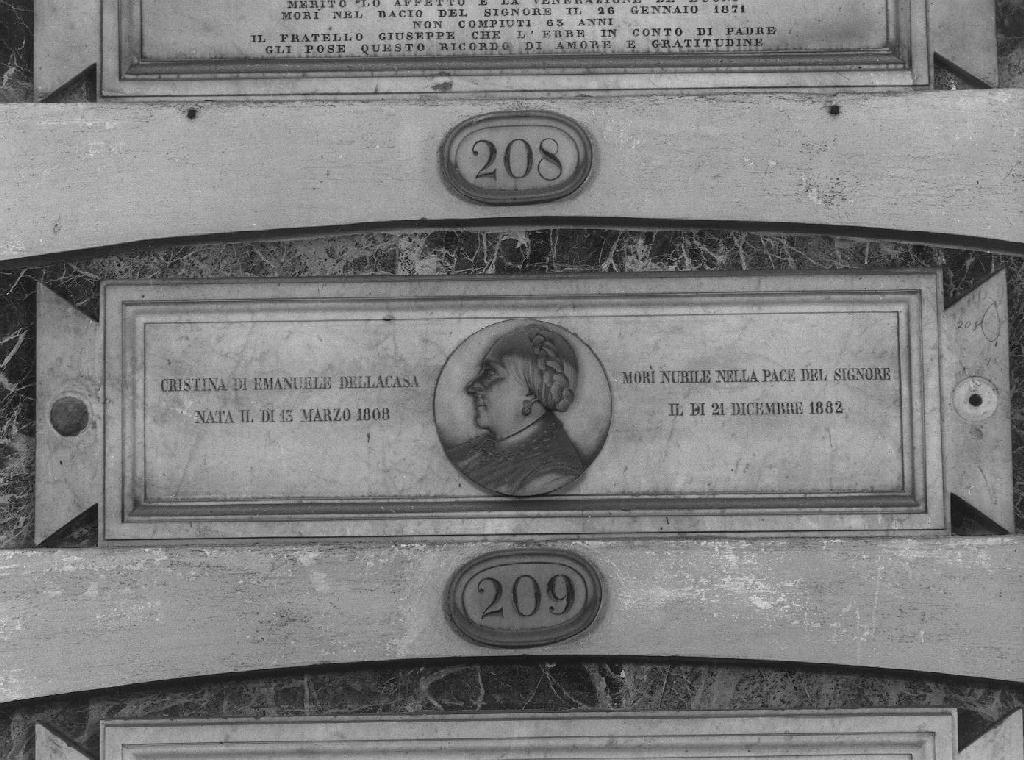 MERITO LO AFFETTO E LA VENERAZIONE DE'
MORÌ NEL BACIO DEL SIGNORE IL 26 GENNAIO 1871
NON COMPIUTI 63 ANNI
IL FRATELLO GIUSEPPE CHE L'EBBE IN CONTO DI PADRE
GLI POSE QUESTO RICORDO DI AMORE E GRATITUDINE
208
CRISTINA DI EMANUELE DELLACASA
NATA IL DI 13 MARZO 1808
MORÌ NUBILE NELLA PACE DEL SIGNORE
IL DI 21 DICEMBRE 1882
208
209